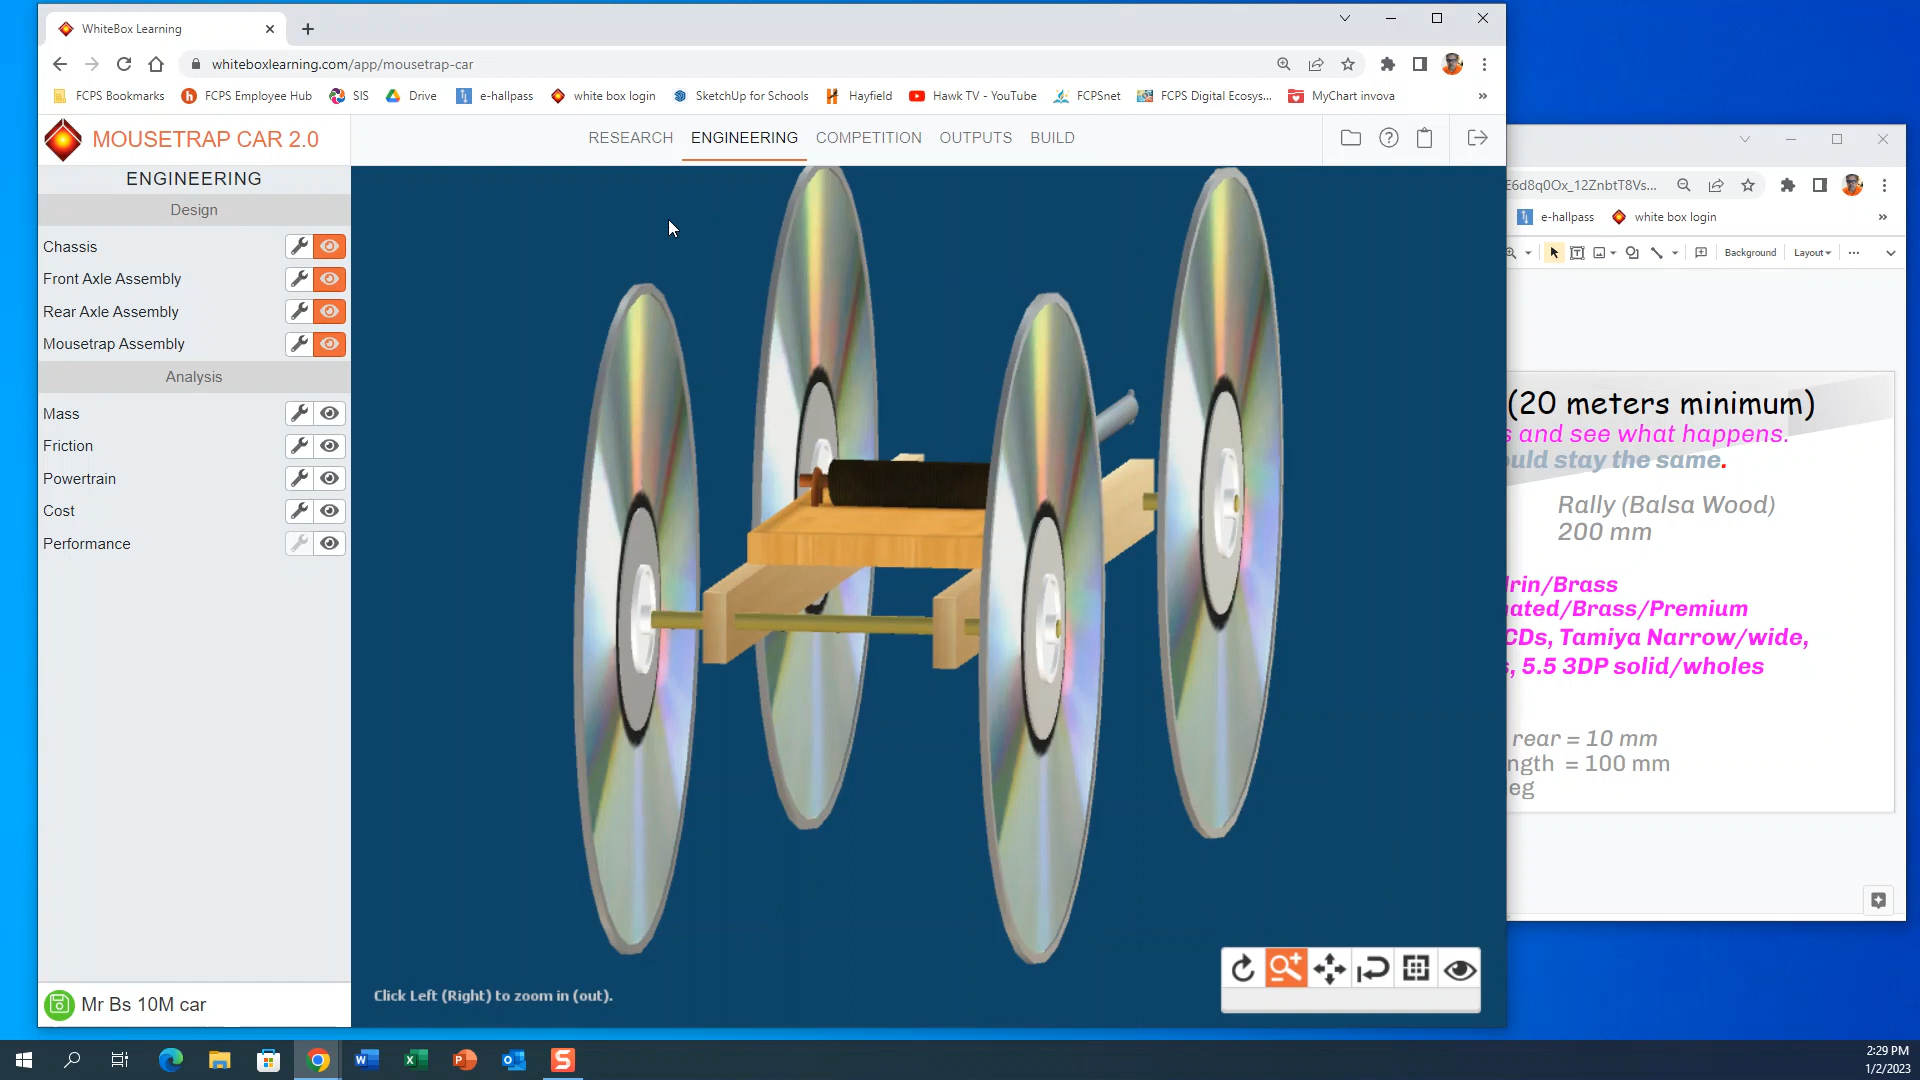 WhiteBox Learning
whiteboxlearning.com/app/mousetrap-car
FCPS Bookmarks
FCPS Employee Hub
SIS
Drive
e-hallpass
white box login
SketchUp for Schools
Hayfield
Hawk TV - YouTube
FCPSnet
FCPS Digital Ecosys...
MyChart invova
MOUSETRAP CAR 2.0
RESEARCH
ENGINEERING
COMPETITION
OUTPUTS
BUILD
ENGINEERING
Design
Chassis
Front Axle Assembly
Rear Axle Assembly
Mousetrap Assembly
Analysis
Mass
Friction
Powertrain
Cost
Performance
Mr Bs 10M car
Click Left (Right) to zoom in (out).
E6d8q0Ox_12ZnbtT8Vs...
e-hallpass
white box login
Background
Layout
(20 meters minimum)
s and see what happens.
ould stay the same.
Rally (Balsa Wood)
200 mm
lrin/Brass
nated/Brass/Premium
CDs, Tamiya Narrow/wide,
s, 5.5 3DP solid/wholes
rear = 10 mm
ngth = 100 mm
eg
2:29 PM
1/2/2023